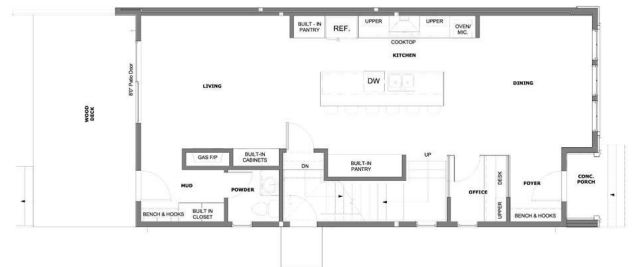 BUILT - IN
PANTRY
REF.
UPPER
UPPER
OVEN/
MIC.
COOKTOP
KITCHEN
8'0" Patio Door
DW
LIVING
DINING
WOOD
DECK
GAS F/P
BUILT-IN
CABINETS
DN
BUILT-IN
PANTRY
UP
MUD
POWDER
OFFICE
DESK
UPPER
FOYER
CONC.
PORCH
BENCH & HOOKS
BUILT IN
CLOSET
BENCH & HOOKS